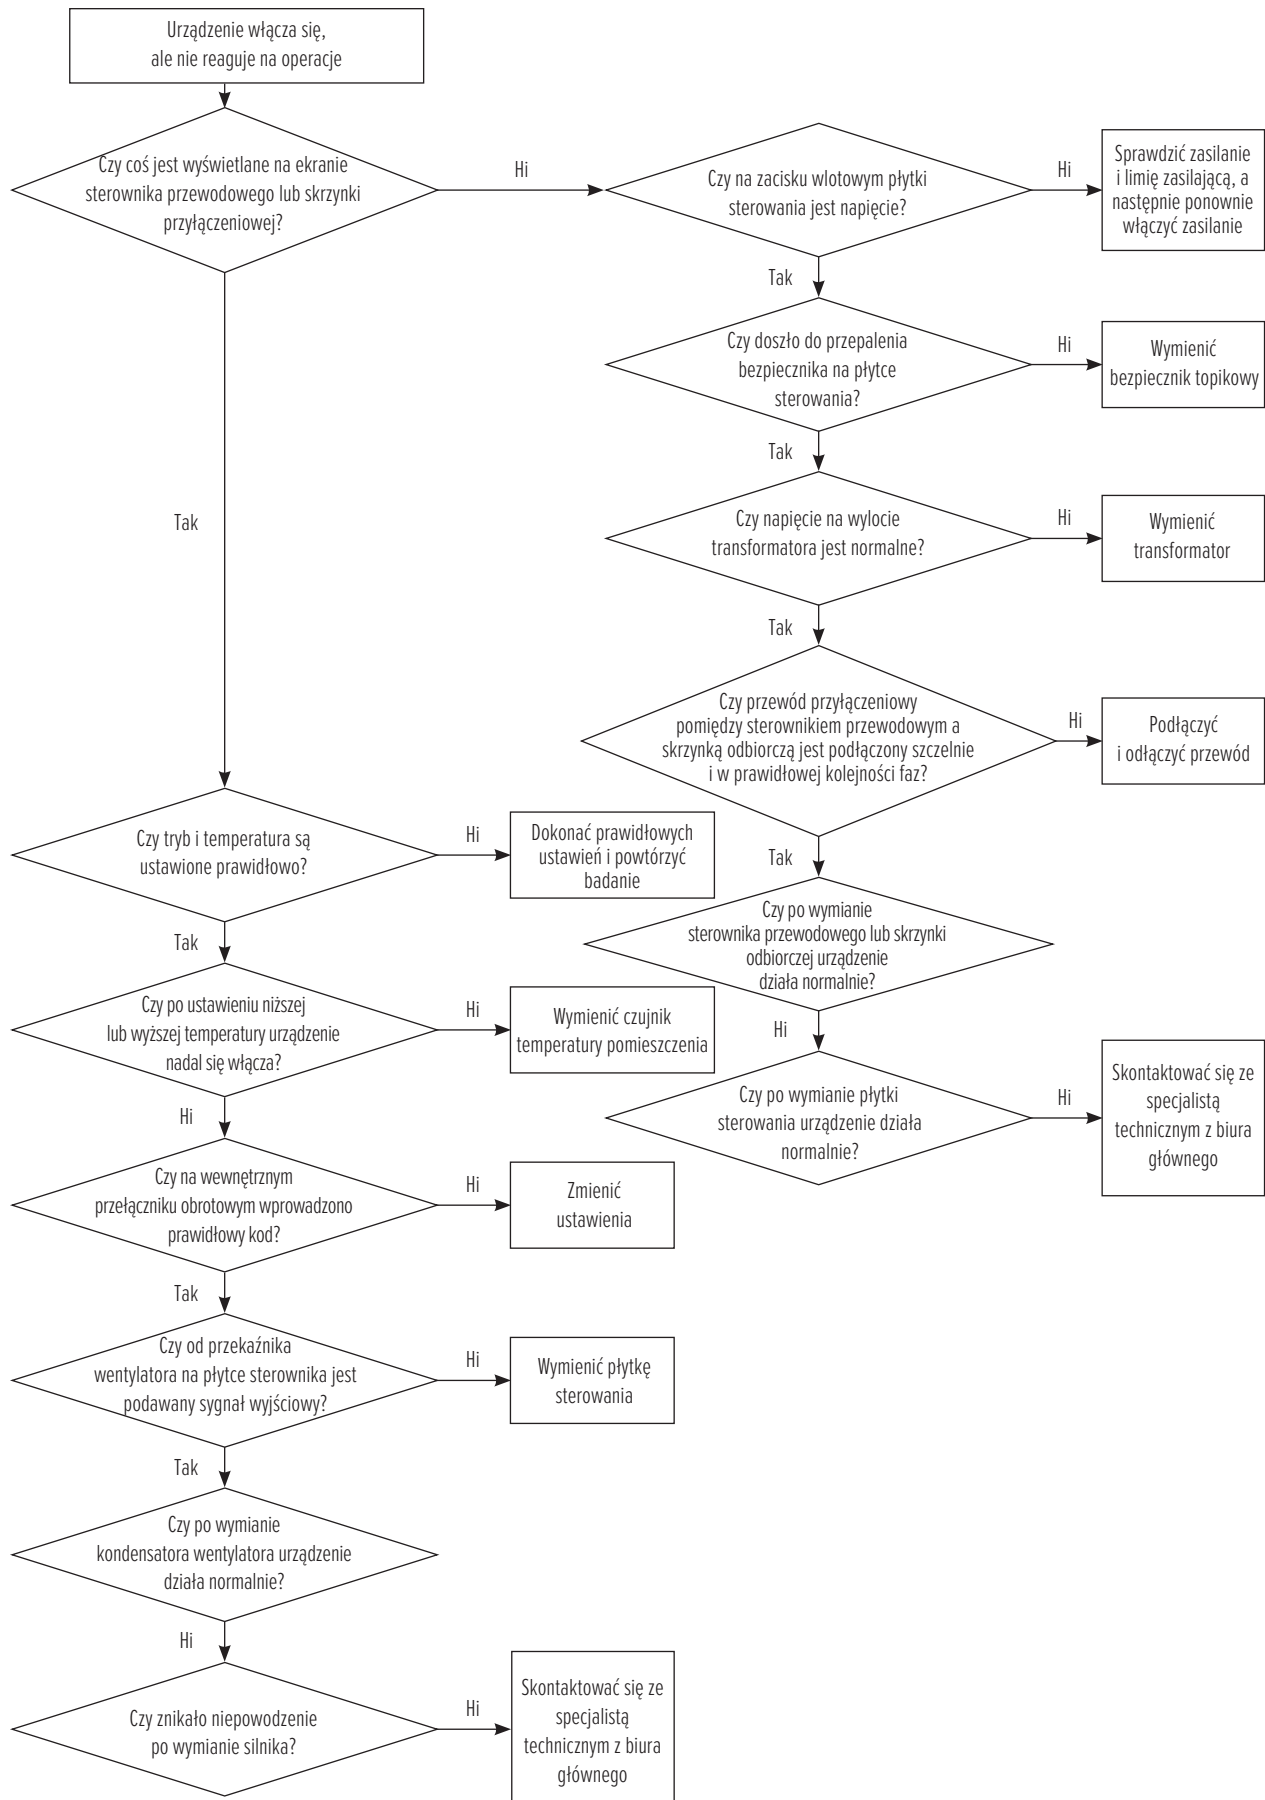 Urządzenie włącza się,
ale nie reaguje na operacje
Czy coś jest wyświetlane na ekranie
sterownika przewodowego lub skrzynki
przyłączeniowej?
Hi
Czy na zacisku wlotowym płytki
sterowania jest napięcie?
Hi
Sprawdzić zasilanie
i limię zasilającą, a
następnie ponownie
włączyć zasilanie
Tak
Czy doszło do przepalenia
bezpiecznika na płytce
sterowania?
Hi
Wymienić
bezpiecznik topikowy
Tak
Czy napięcie na wylocie
transformatora jest normalne?
Hi
Wymienić
transformator
Tak
Tak
Czy przewód przyłączeniowy
pomiędzy sterownikiem przewodowym a
skrzynką odbiorczą jest podłączony szczelnie
i w prawidłowej kolejności faz?
Hi
Podłączyć
i odłączyć przewód
Czy tryb i temperatura są
ustawione prawidłowo?
Hi
Dokonać prawidłowych
ustawień i powtórzyć
badanie
Tak
Czy po wymianie
sterownika przewodowego lub skrzynki
odbiorczej urządzenie
działa normalnie?
Tak
Czy po ustawieniu niższej
lub wyższej temperatury urządzenie
nadal się włącza?
Hi
Wymienić czujnik
temperatury pomieszczenia
Hi
Czy po wymianie płytki
sterowania urządzenie działa
normalnie?
Hi
Skontaktować się ze
specjalistą
technicznym z biura
głównego
Hi
Czy na wewnętrznym
przełączniku obrotowym wprowadzono
prawidłowy kod?
Hi
Zmienić
ustawienia
Tak
Czy od przekaźnika
wentylatora na płytce sterownika jest
podawany sygnał wyjściowy?
Hi
Wymienić płytkę
sterowania
Tak
Czy po wymianie
kondensatora wentylatora urządzenie
działa normalnie?
Hi
Czy znikało niepowodzenie
po wymianie silnika?
Hi
Skontaktować się ze
specjalistą
technicznym z biura
głównego